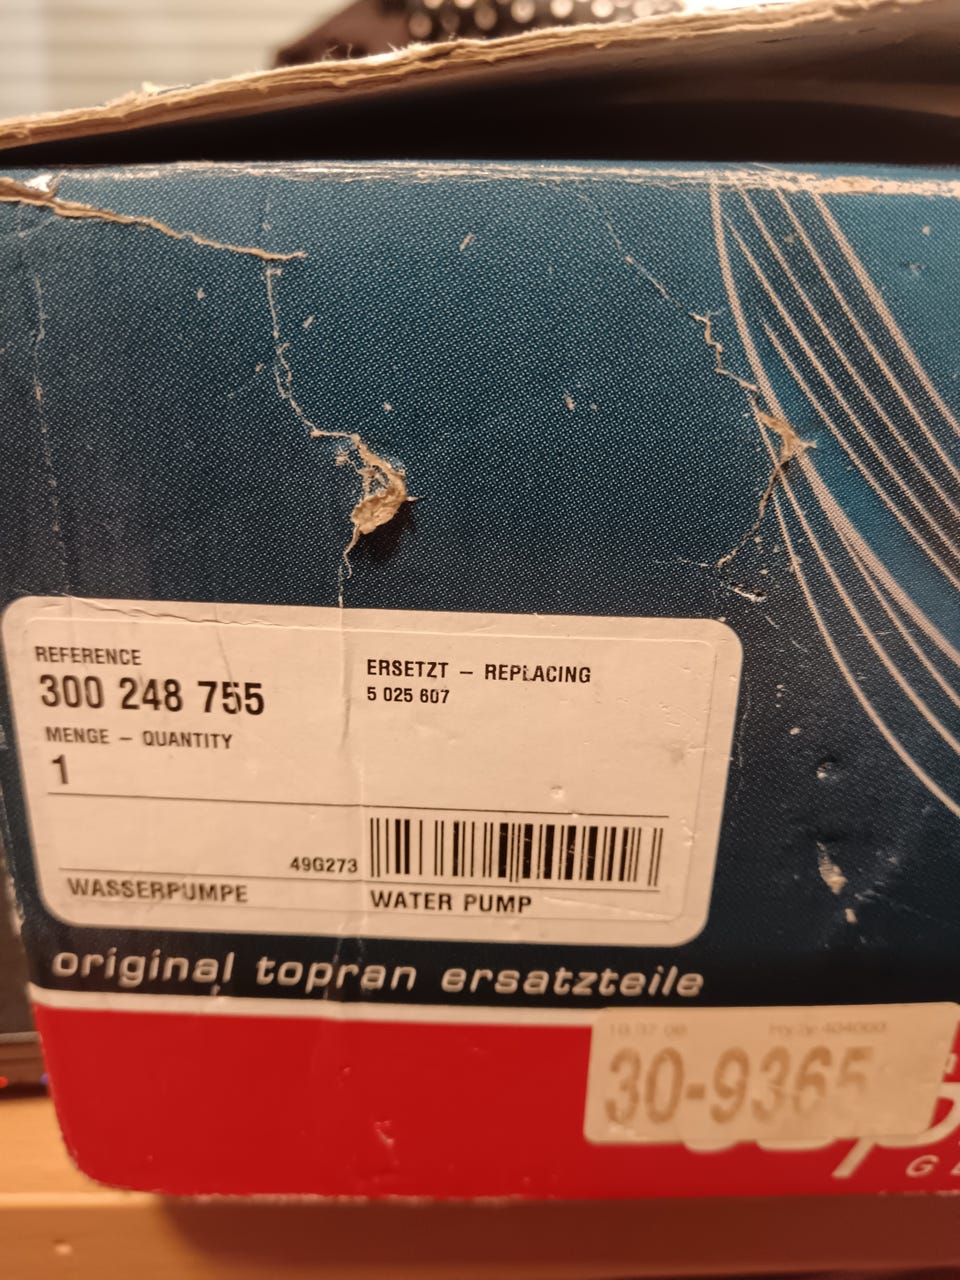 REFERENCE
300 248 755
MENGE – QUANTITY
1
ERSETZT – REPLACING
5 025 607
49G273
WASSERPUMPE
WATER PUMP
original topran ersatzteile
30-9365